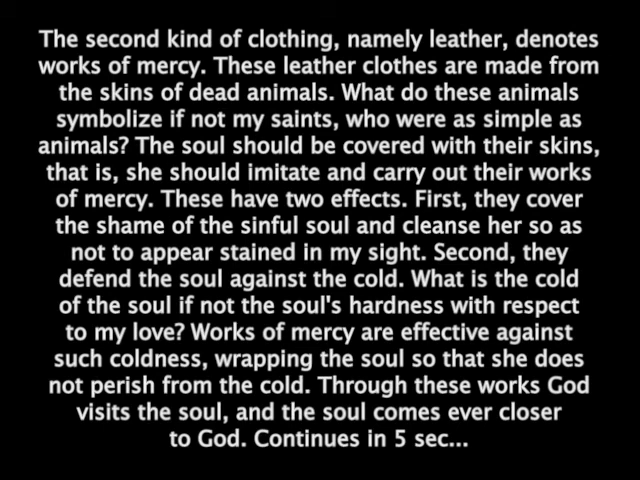 The second kind of clothing, namely leather, denotes
works of mercy. These leather clothes are made from
the skins of dead animals. What do these animals
symbolize if not my saints, who were as simple as
animals? The soul should be covered with their skins,
that is, she should imitate and carry out their works
of mercy. These have two effects. First, they cover
the shame of the sinful soul and cleanse her so as
not to appear stained in my sight. Second, they
defend the soul against the cold. What is the cold
of the soul if not the soul's hardness with respect
to my love? Works of mercy are effective against
such coldness, wrapping the soul so that she does
not perish from the cold. Through these works God
visits the soul, and the soul comes ever closer
to God. Continues in 5 sec...